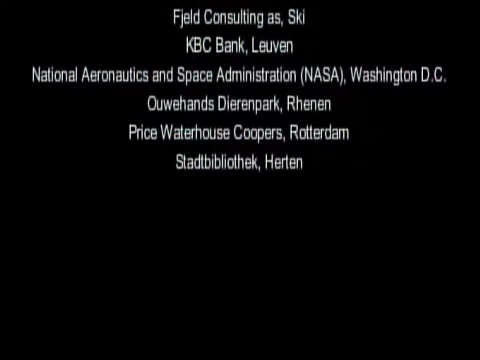 Fjeld Consulting as, Ski
KBC Bank, Leuven
National Aeronautics and Space Administration (NASA), Washington D.C.
Ouwehands Dierenpark, Rhenen
Price Waterhouse Coopers, Rotterdam
Stadtbibliothek, Herten